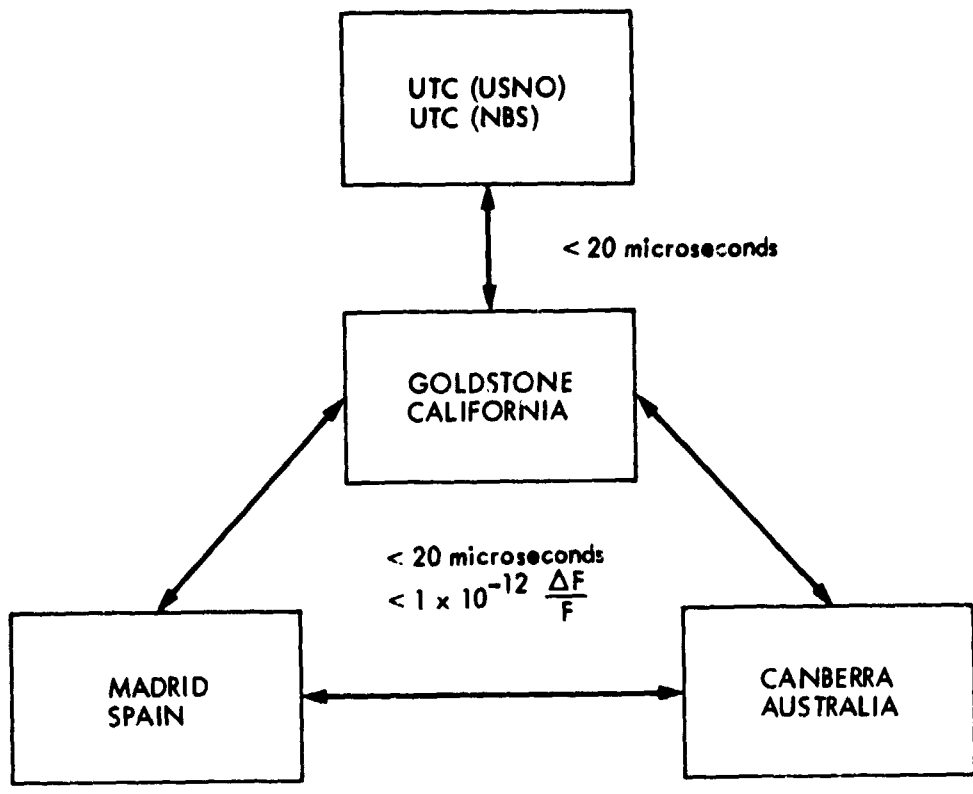 UTC (USNO)
UTC (NBS)
< 20 microseconds
GOLDSTONE
CALIFORNIA
< 20 microseconds
< 1 x 10⁻¹² ΔF/F
MADRID
SPAIN
CANBERRA
AUSTRALIA